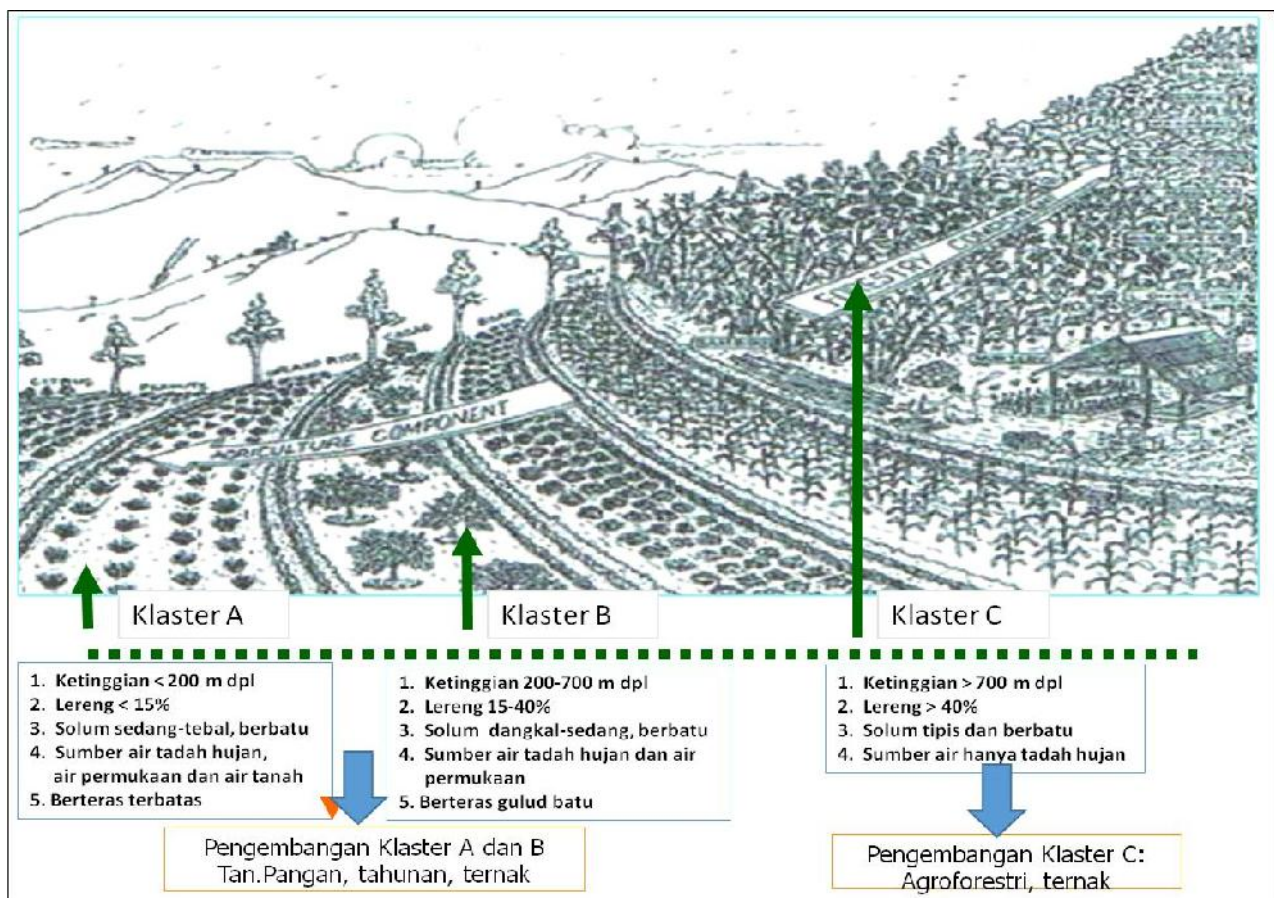 CITRUS
PEANUTS
AGRICULTURE COMPONENT
Klaster A
Klaster B
Klaster C
1. Ketinggian < 200 m dpl
2. Lereng < 15%
3. Solum sedang-tebal, berbatu
4. Sumber air tadah hujan,
air permukaan dan air tanah
5. Berteras terbatas
1. Ketinggian 200-700 m dpl
2. Lereng 15-40%
3. Solum dangkal-sedang, berbatu
4. Sumber air tadah hujan dan air
permukaan
5. Berteras gulud batu
1. Ketinggian > 700 m dpl
2. Lereng > 40%
3. Solum tipis dan berbatu
4. Sumber air hanya tadah hujan
Pengembangan Klaster A dan B
Tan.Pangan, tahunan, ternak
Pengembangan Klaster C:
Agroforestri, ternak